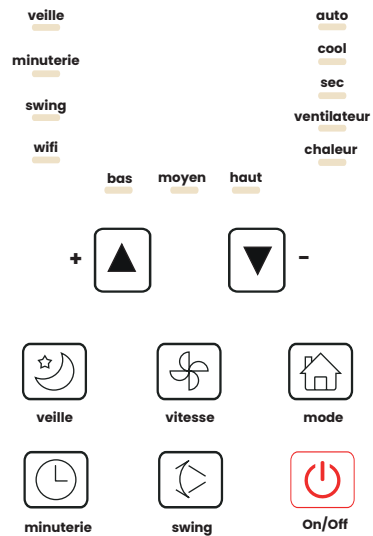 veille
auto
minuterie
cool
sec
swing
ventilateur
wifi
chaleur
bas moyen haut
+ -
veille vitesse mode
minuterie swing On/Off